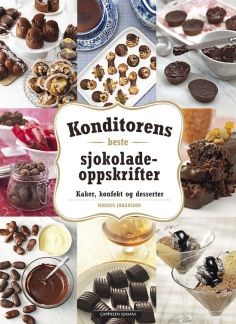 Konditorens
beste
sjokolade-
oppskrifter
Kaker, konfekt og desserter
MAGNUS JOHANSSON
CAPPELEN DAMM